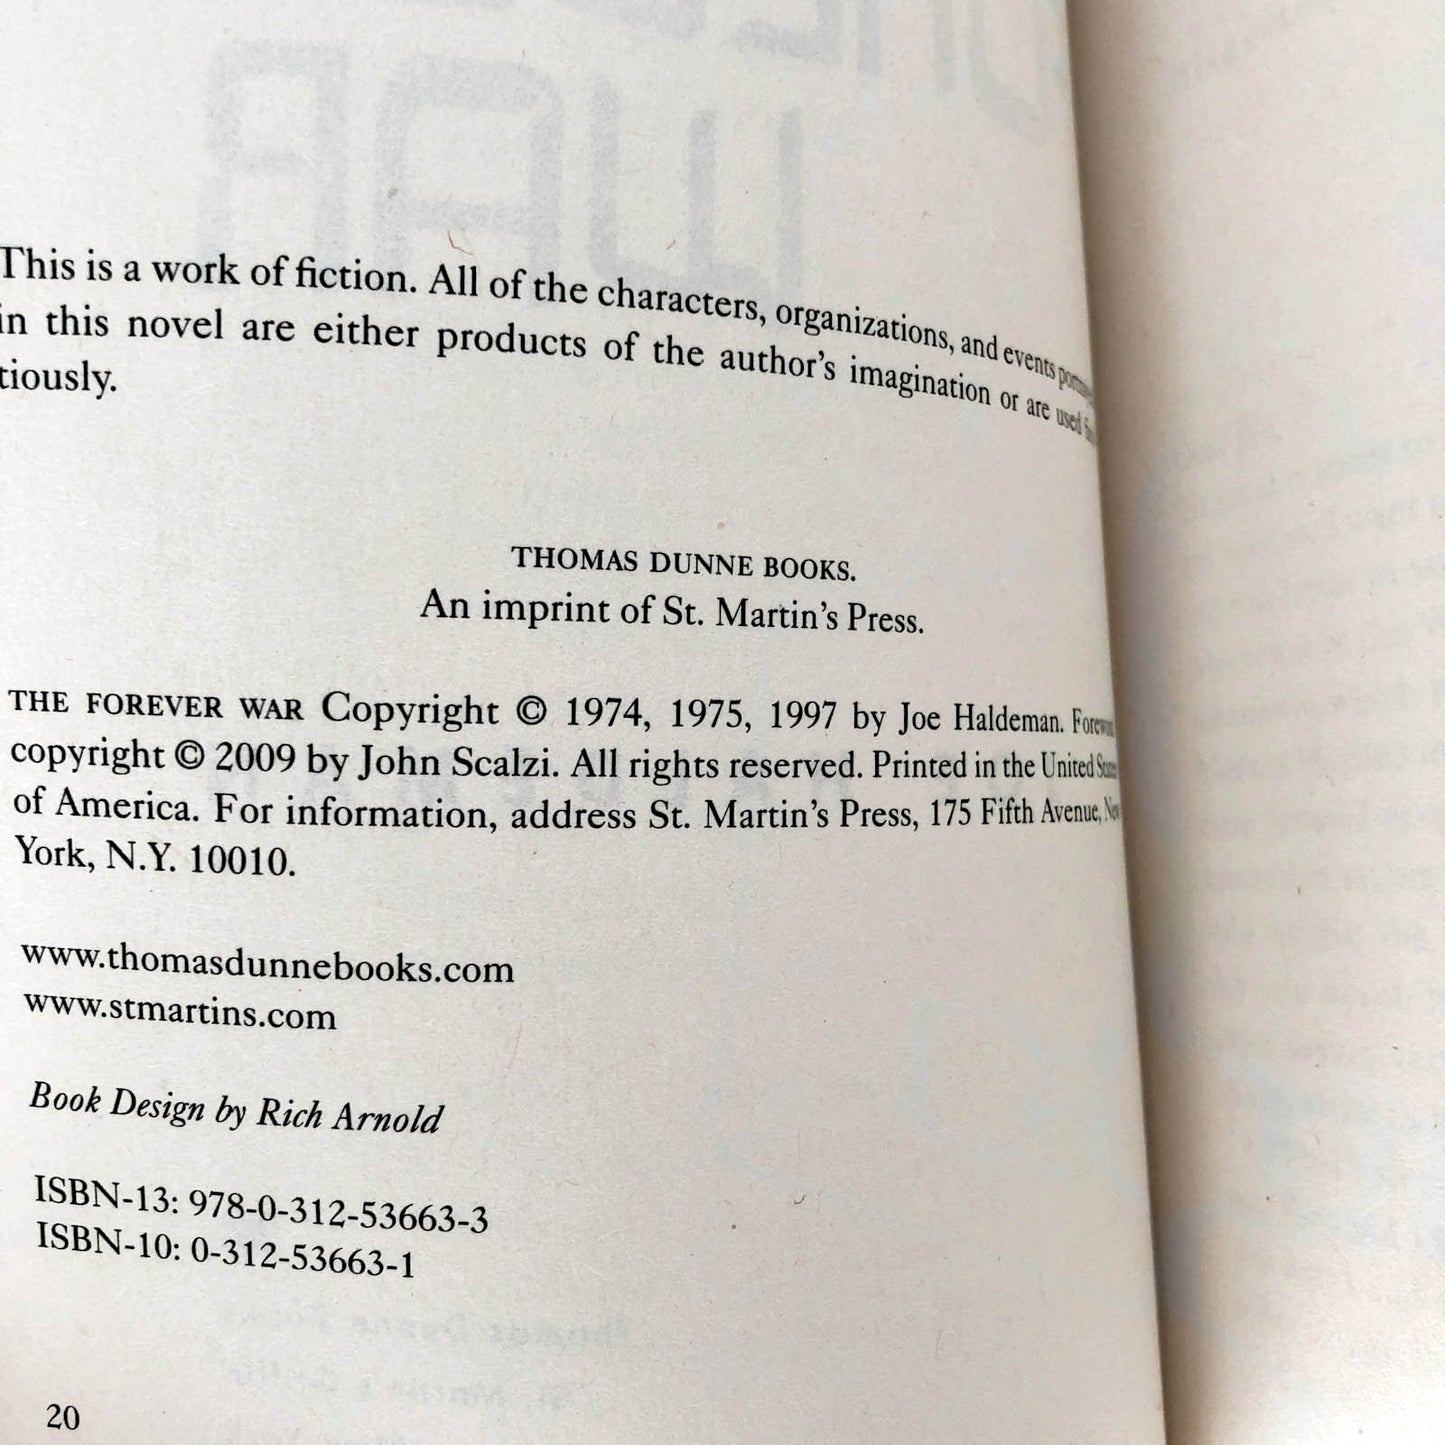 This is a work of fiction. All of the characters, organizations, and events
in this novel are either products of the author's imagination or are used
tiously.
THOMAS DUNNE BOOKS.
An imprint of St. Martin's Press.
THE FOREVER WAR Copyright © 1974, 1975, 1997 by Joe Haldeman. Foreword
copyright © 2009 by John Scalzi. All rights reserved. Printed in the United States
of America. For information, address St. Martin's Press, 175 Fifth Avenue, New
York, N.Y. 10010.
www.thomasdunnebooks.com
www.stmartins.com
Book Design by Rich Arnold
ISBN-13: 978-0-312-53663-3
ISBN-10: 0-312-53663-1
20